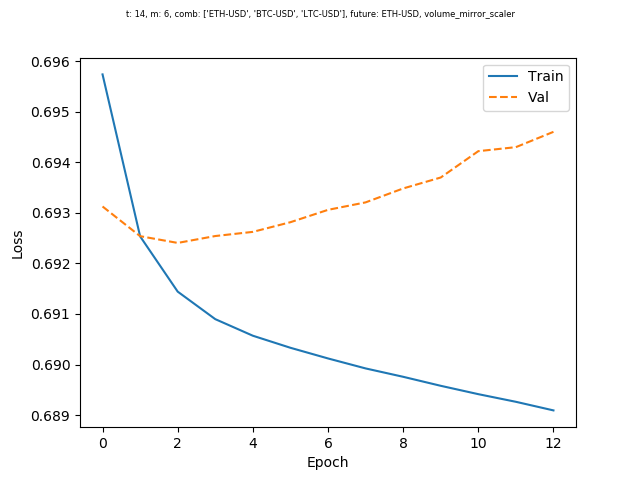 t: 14, m: 6, comb: ['ETH-USD', 'BTC-USD', 'LTC-USD'], future: ETH-USD, volume_mirror_scaler
0.696
0.695
0.694
0.693
0.692
0.691
0.690
0.689
Loss
Train
Val
0 2 4 6 8 10 12
Epoch